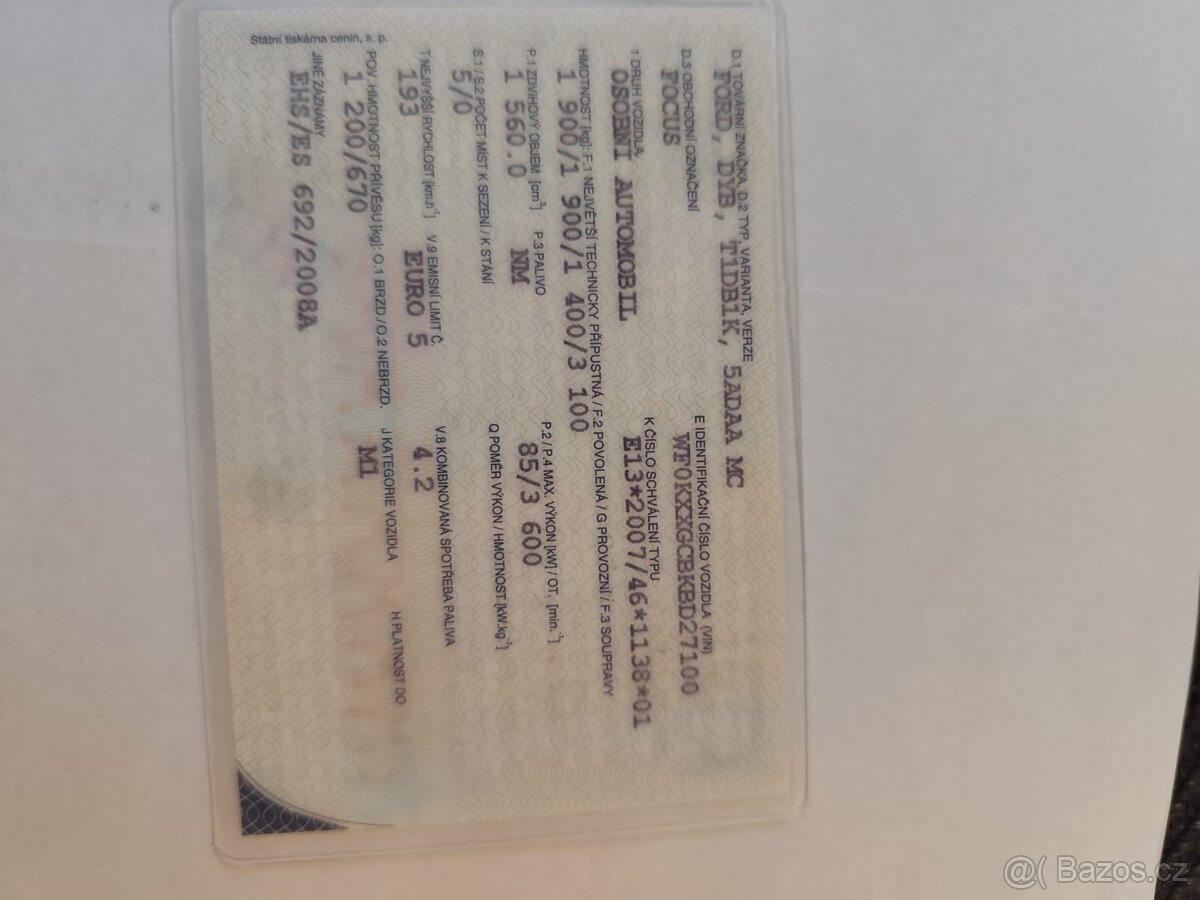 D.1 TOVÁRNÍ ZNAČKA, D.2 TYP, VARIANTA, VERZE
FORD, DYB, T1DB1K, 5ADAA MC
D.3 OBCHODNÍ OZNAČENÍ
E IDENTIFIKAČNÍ ČÍSLO VOZIDLA (VIN)
FOCUS
WF0KXXGCBKBD27100
1 DRUH VOZIDLA
K ČÍSLO SCHVÁLENÍ TYPU
OSOBNÍ AUTOMOBIL
E13*2007/46*1138*01
HMOTNOST [kg]: F.1 NEJVĚTŠÍ TECHNICKY PŘÍPUSTNÁ / F.2 POVOLENÁ / G PROVOZNÍ / F.3 SOUPRAVY
1 900/1 900/1 400/3 100
P.1 ZDVIHOVÝ OBJEM [cm³]
P.3 PALIVO
P.2 / P.4 MAX. VÝKON [kW] / OT. [min.⁻¹]
1 560.0
NM
85/3 600
S.1 / S.2 POČET MÍST K SEZENÍ / K STÁNÍ
Q POMĚR VÝKON / HMOTNOST [kW.kg⁻¹]
5/0
T NEJVYŠŠÍ RYCHLOST [km.h⁻¹]
V.9 EMISNÍ LIMIT Č.
V.8 KOMBINOVANÁ SPOTŘEBA PALIVA
193
EURO 5
4.2
POV. HMOTNOST PŘÍVĚSU [kg]: O.1 BRZD./O.2 NEBRZD.
J KATEGORIE VOZIDLA
H PLATNOST DO
1 200/670
M1
JINÉ ZÁZNAMY
EHS/ES 692/2008A
Státní tiskárna cenin, s. p.
@( Bazos.cz